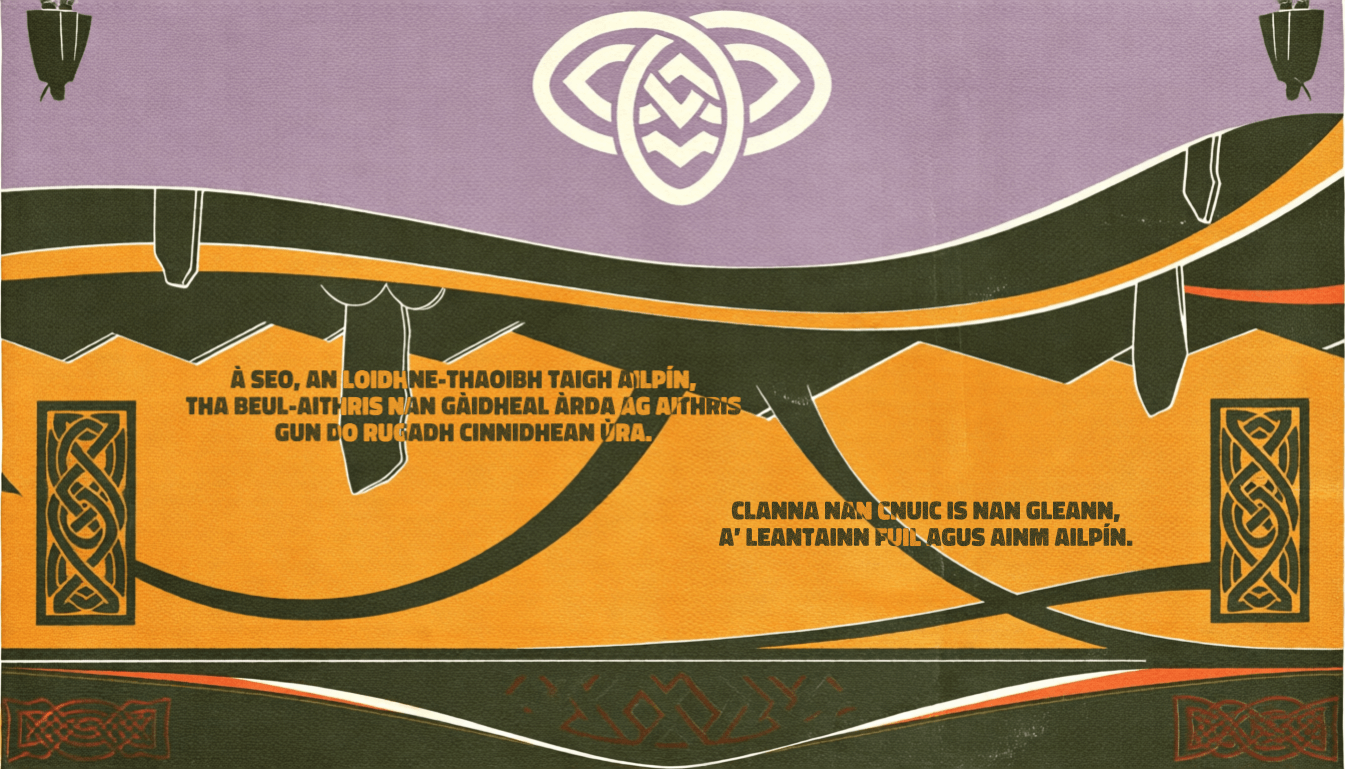 À SEO, AN LOIDHNE-THAOIBH TAIGH AILPÍN,
THA BEUL-AITHRIS NAN GÀIDHEAL ÀRDA AG AITHRIS
GUN DO RUGADH CINNIDHEAN ÙRA.
CLANNA NAN CNUIC IS NAN GLEANN,
A' LEANTAINN FUIL AGUS AINM AILPÍN.